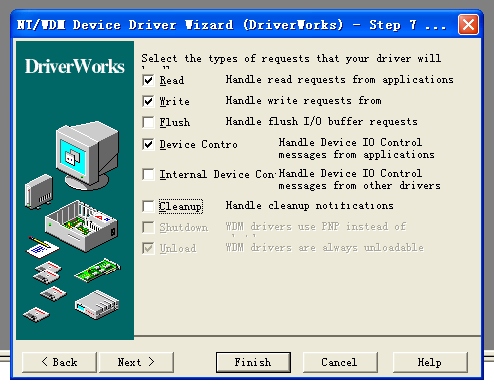 NT/WDM Device Driver Wizard (DriverWorks) - Step 7 ...
DriverWorks
Select the types of requests that your driver will
Read Handle read requests from applications
Write Handle write requests from
Flush Handle flush I/O buffer requests
Device Contro Handle Device IO Control
messages from applications
Internal Device Con Handle Device IO Control
messages from other drivers
Cleanup Handle cleanup notifications
Shutdown WDM drivers use PNP instead of
Unload WDM drivers are always unloadable
< Back Next > Finish Cancel Help